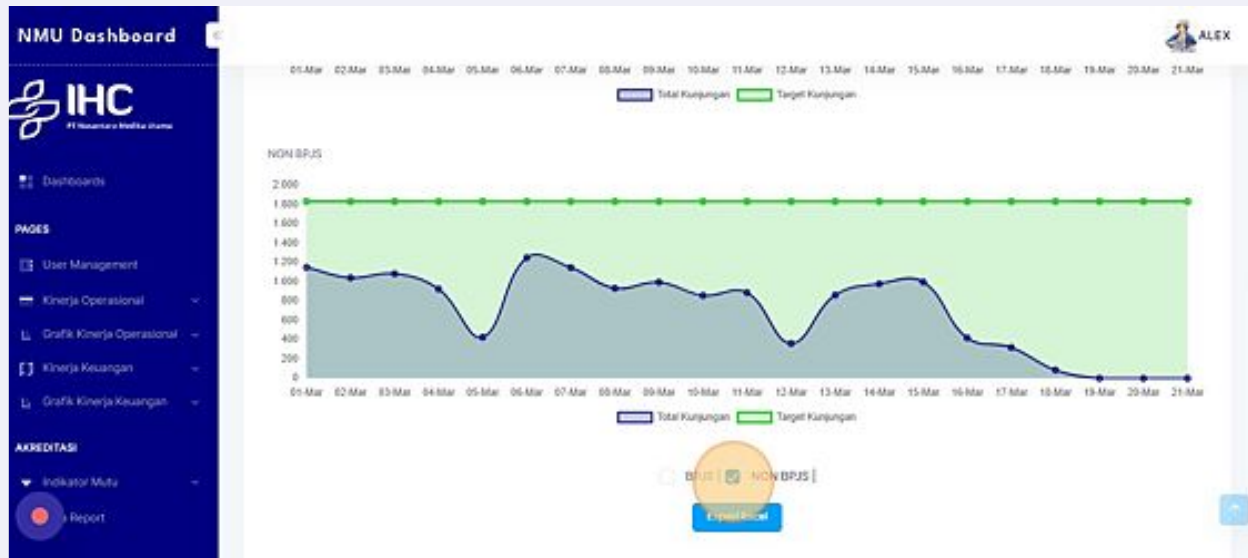 NMU Dashboard
ALEX
01-Mar 02-Mar 03-Mar 04-Mar 05-Mar 06-Mar 07-Mar 08-Mar 09-Mar 10-Mar 11-Mar 12-Mar 13-Mar 14-Mar 15-Mar 16-Mar 17-Mar 18-Mar 19-Mar 20-Mar 21-Mar
Total Kunjungan Target Kunjungan
IHC
PT Nusantara Medika Utama
Dashboards
PAGES
User Management
Kinerja Operasional
Grafik Kinerja Operasional
Kinerja Keuangan
Grafik Kinerja Keuangan
AKREDITASI
Indikator Mutu
Report
NON BPJS
2.000
1.800
1.600
1.400
1.200
1.000
800
600
400
200
0
01-Mar 02-Mar 03-Mar 04-Mar 05-Mar 06-Mar 07-Mar 08-Mar 09-Mar 10-Mar 11-Mar 12-Mar 13-Mar 14-Mar 15-Mar 16-Mar 17-Mar 18-Mar 19-Mar 20-Mar 21-Mar
Total Kunjungan Target Kunjungan
BPJS | NON BPJS |
Export Excel